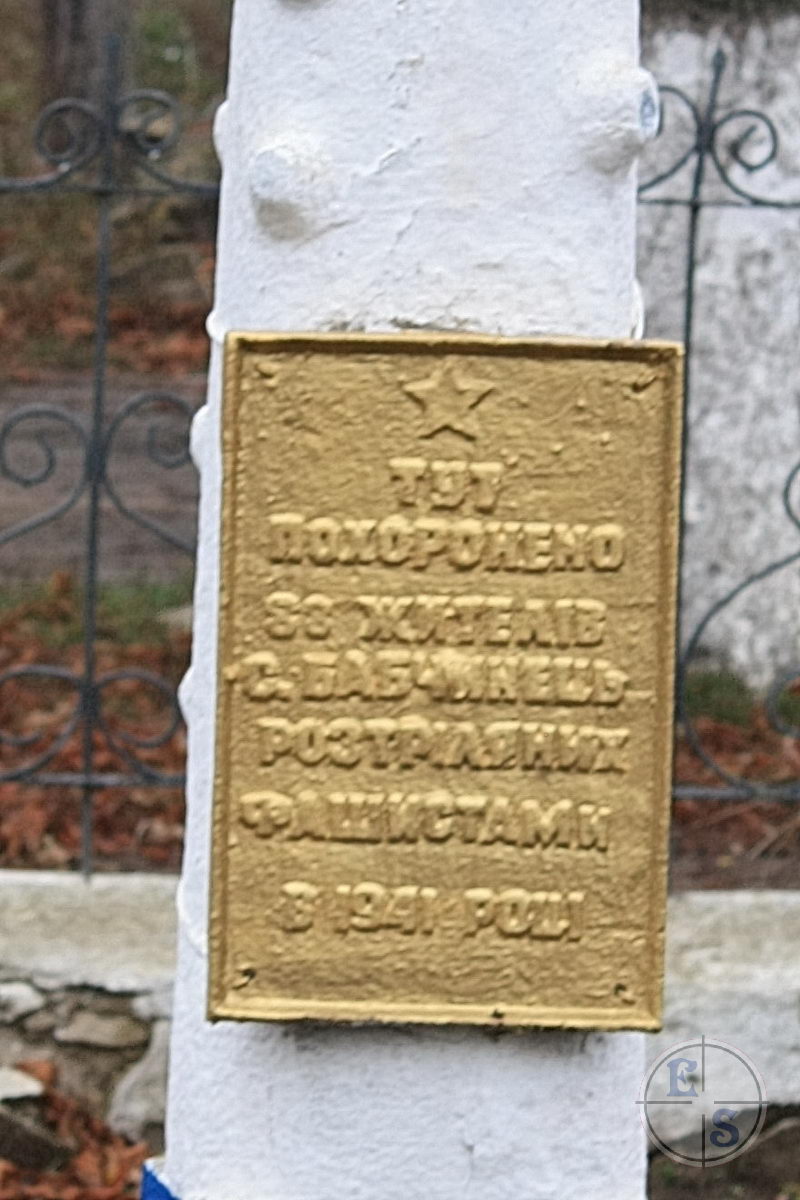 ТУТ
ПОХОРОНЕНО
88 ЖИТЕЛІВ
С. БАБЧИНЕЦЬ
РОЗТРІЛЯНИХ
ФАШИСТАМИ
В 1941 РОЦІ
E
S